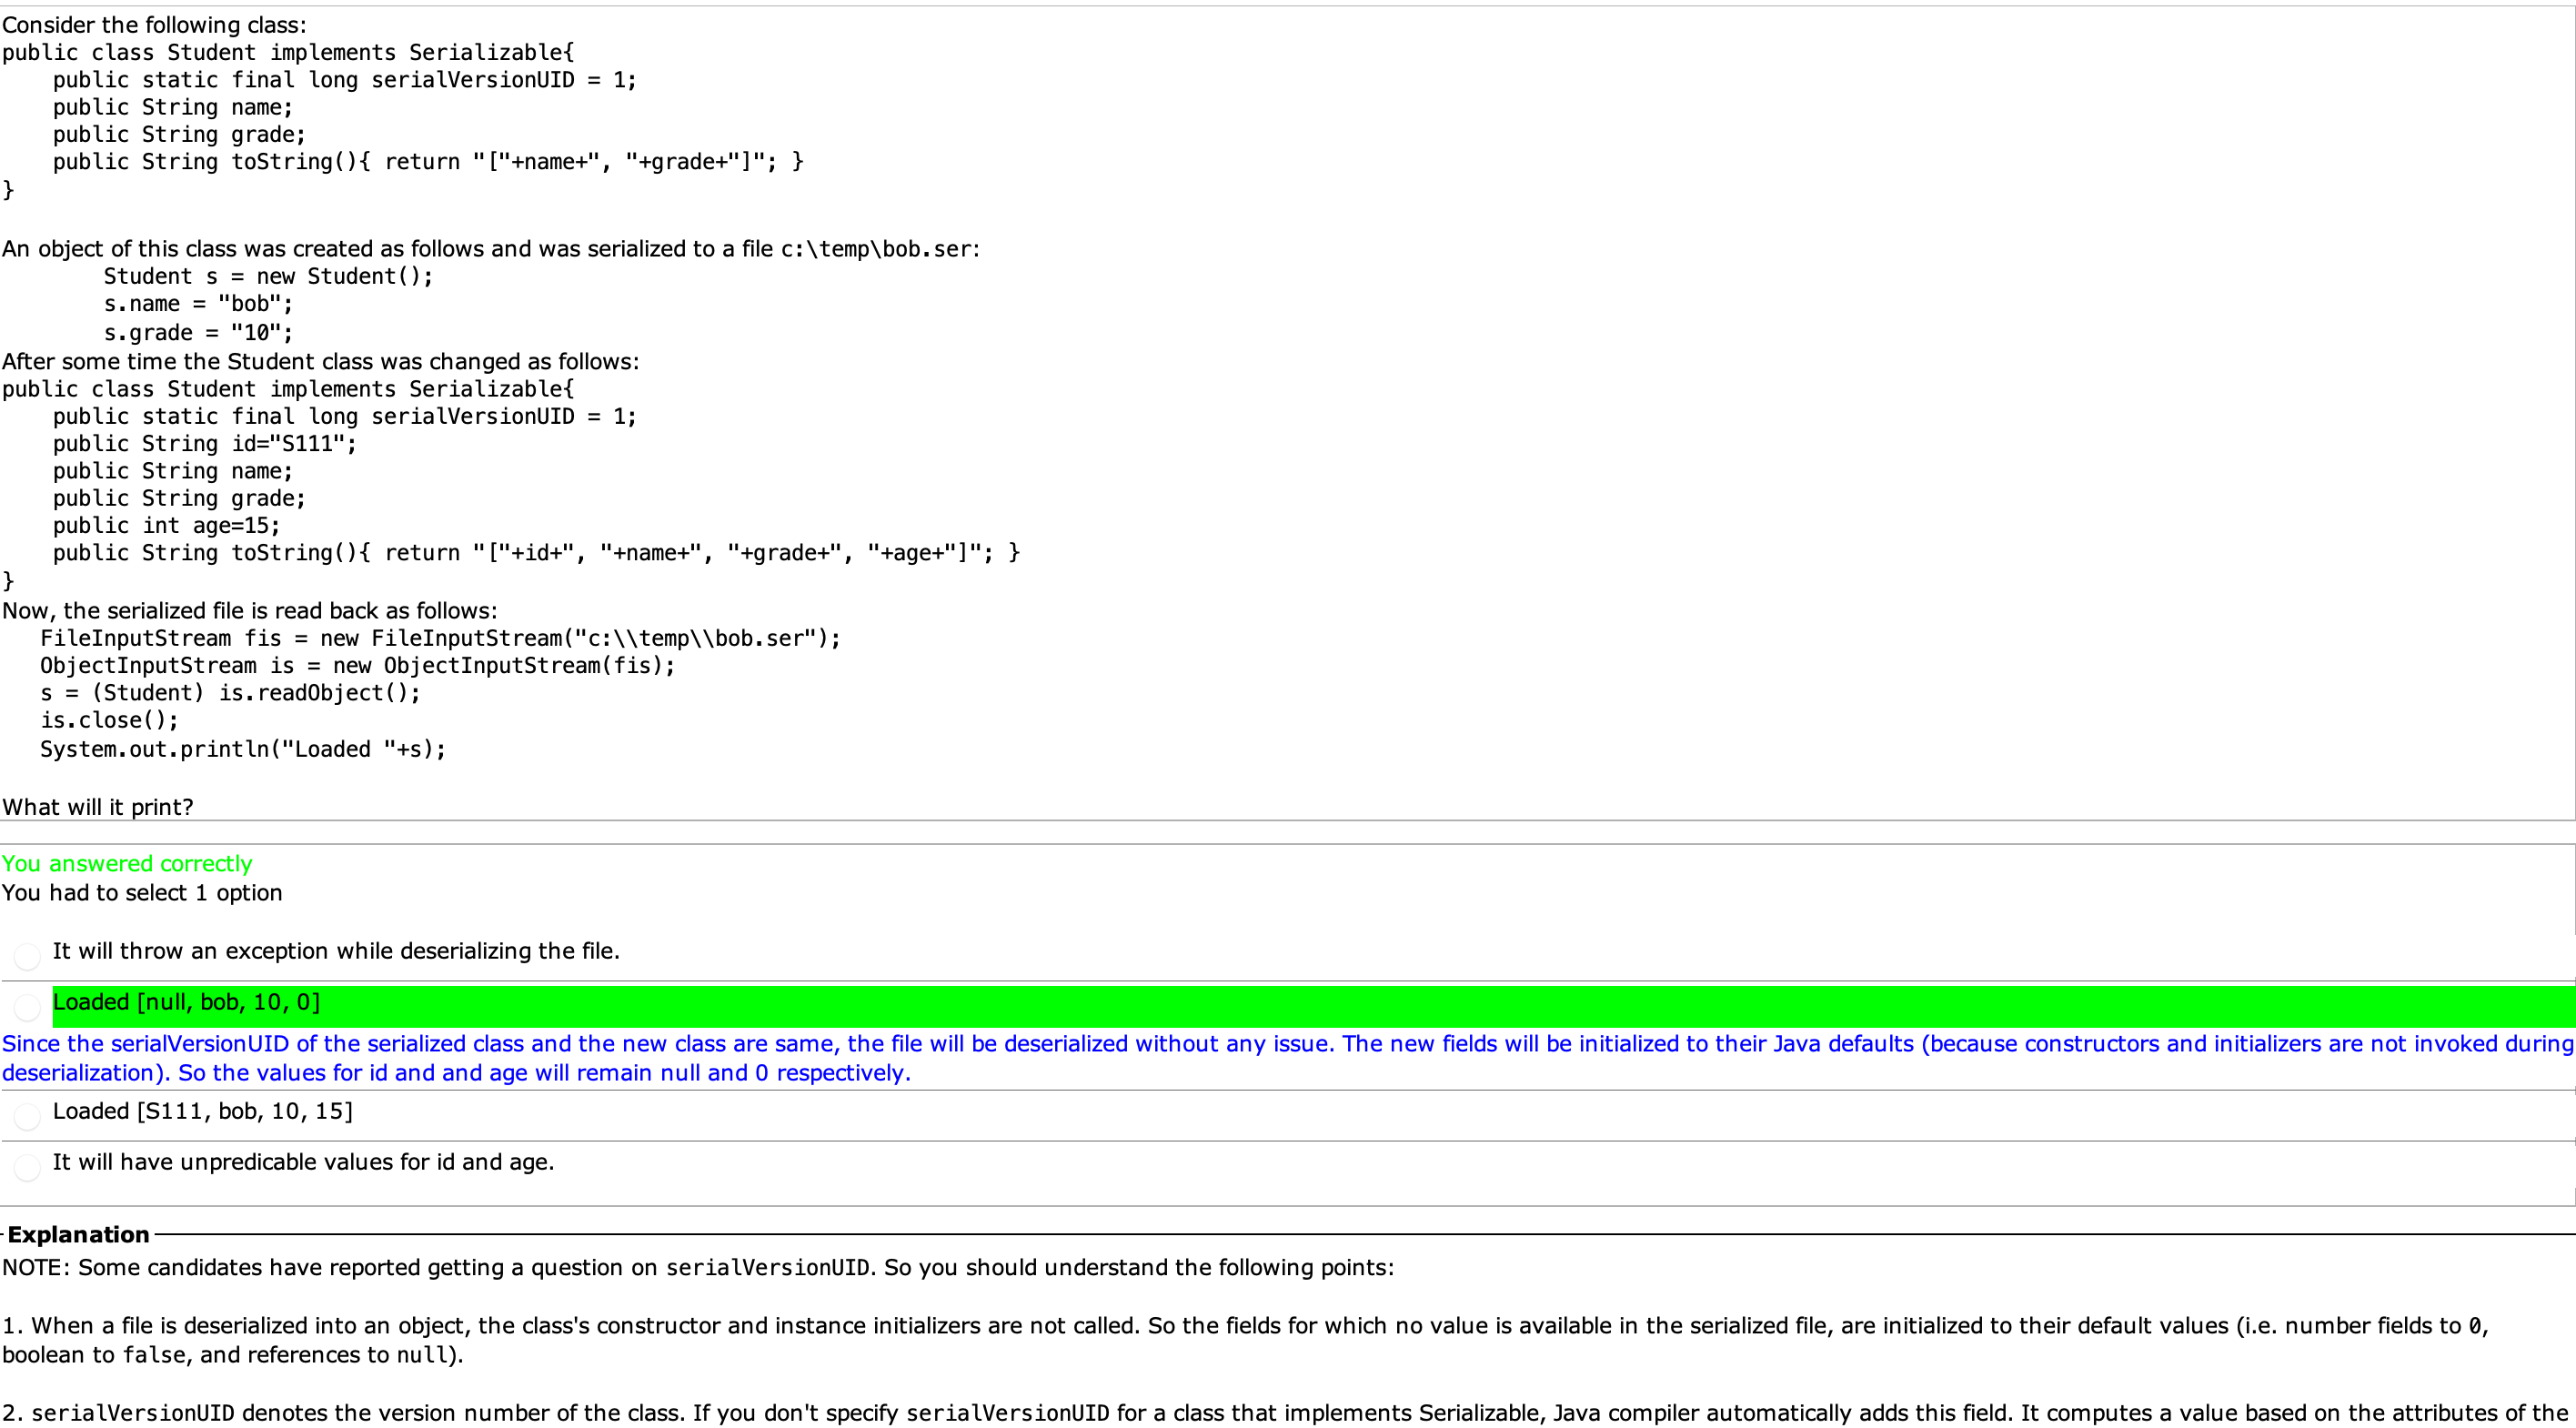 Consider the following class:
public class Student implements Serializable{
    public static final long serialVersionUID = 1;
    public String name;
    public String grade;
    public String toString(){ return "["+name+", "+grade+"]"; }
}
An object of this class was created as follows and was serialized to a file c:\temp\bob.ser:
        Student s = new Student();
        s.name = "bob";
        s.grade = "10";
After some time the Student class was changed as follows:
public class Student implements Serializable{
    public static final long serialVersionUID = 1;
    public String id="S111";
    public String name;
    public String grade;
    public int age=15;
    public String toString(){ return "["+id+", "+name+", "+grade+", "+age+"]"; }
}
Now, the serialized file is read back as follows:
   FileInputStream fis = new FileInputStream("c:\\temp\\bob.ser");
   ObjectInputStream is = new ObjectInputStream(fis);
   s = (Student) is.readObject();
   is.close();
   System.out.println("Loaded "+s);
What will it print?
You answered correctly
You had to select 1 option
It will throw an exception while deserializing the file.
Loaded [null, bob, 10, 0]
Since the serialVersionUID of the serialized class and the new class are same, the file will be deserialized without any issue. The new fields will be initialized to their Java defaults (because constructors and initializers are not invoked during
deserialization). So the values for id and and age will remain null and 0 respectively.
Loaded [S111, bob, 10, 15]
It will have unpredicable values for id and age.
Explanation
NOTE: Some candidates have reported getting a question on serialVersionUID. So you should understand the following points:
1. When a file is deserialized into an object, the class's constructor and instance initializers are not called. So the fields for which no value is available in the serialized file, are initialized to their default values (i.e. number fields to 0,
boolean to false, and references to null).
2. serialVersionUID denotes the version number of the class. If you don't specify serialVersionUID for a class that implements Serializable, Java compiler automatically adds this field. It computes a value based on the attributes of the